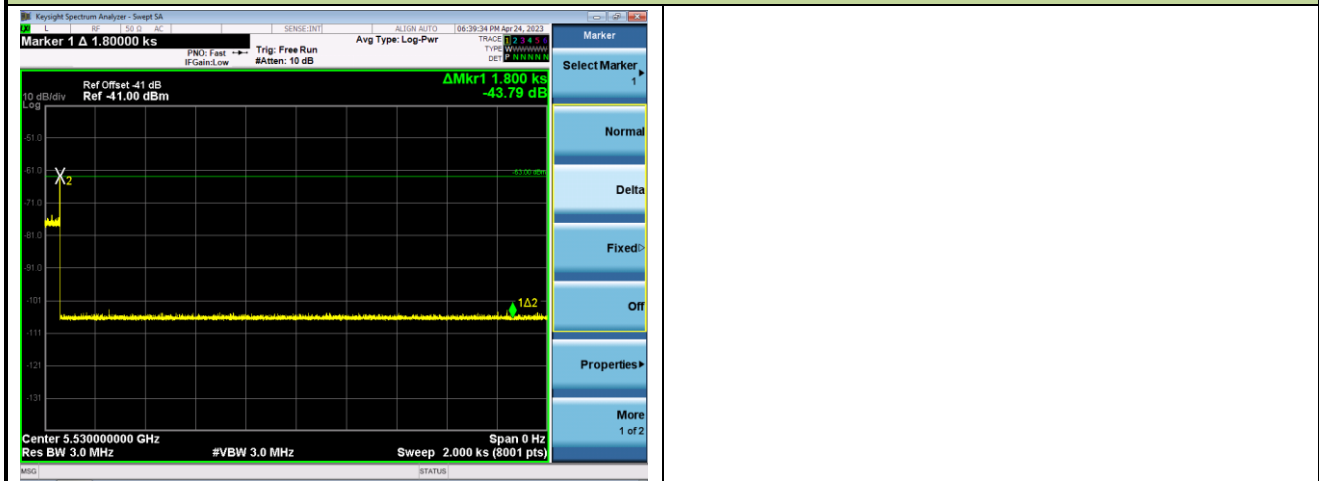 Keysight Spectrum Analyzer - Swept SA
L RF 50 Ω AC SENSE:INT ALIGN AUTO 06:39:34 PM Apr 24, 2023
Marker 1 Δ 1.80000 ks
PNO: Fast
IFGain:Low
Trig: Free Run
#Atten: 10 dB
Avg Type: Log-Pwr
TRACE 1 2 3 4 5 6
TYPE WWWWWW
DET P N N N N N
Marker
Select Marker
1
ΔMkr1 1.800 ks
-43.79 dB
Ref Offset -41 dB
10 dB/div Ref -41.00 dBm
Log
Normal
-51.0
-61.0
-63.00 dBm
X2
Delta
-71.0
-81.0
Fixed
-91.0
-101
1Δ2
Off
-111
-121
Properties
-131
More
1 of 2
Center 5.530000000 GHz Span 0 Hz
Res BW 3.0 MHz #VBW 3.0 MHz Sweep 2.000 ks (8001 pts)
MSG STATUS